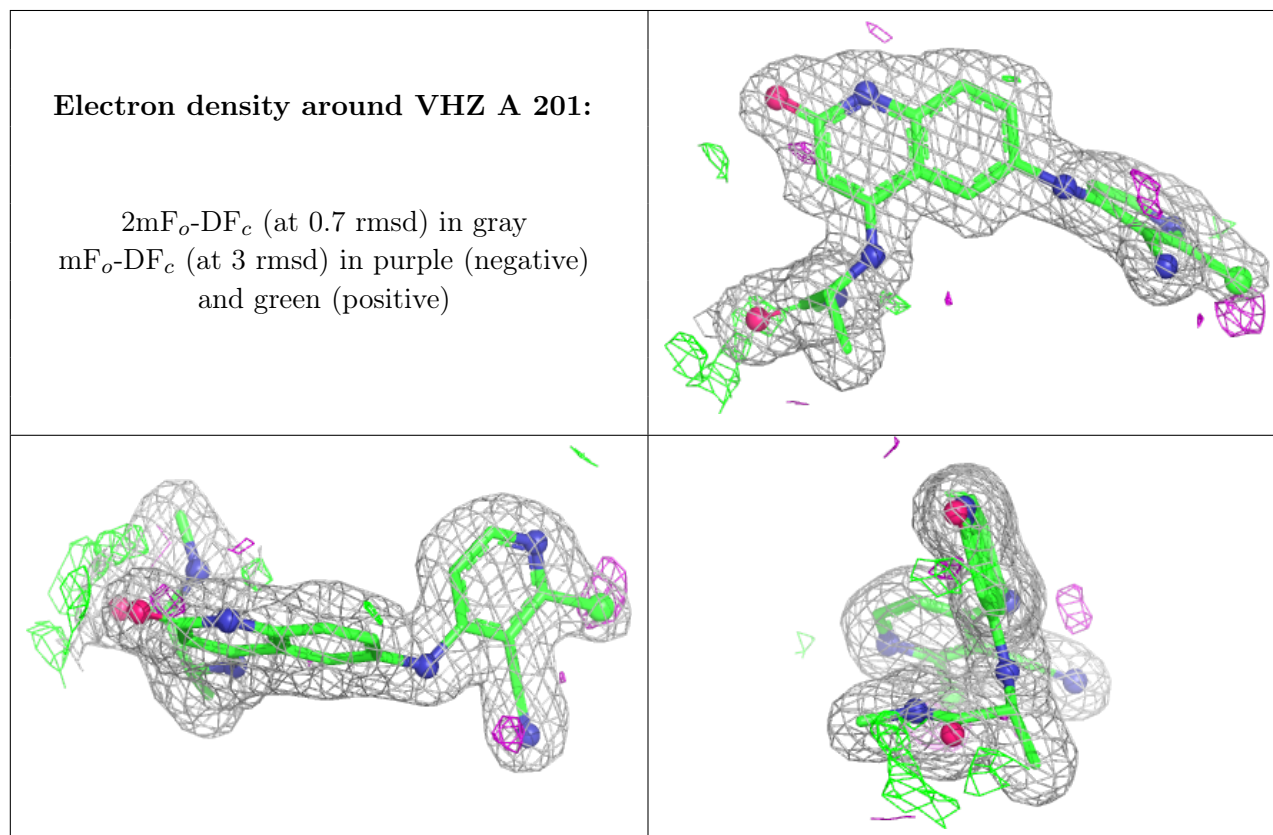 Electron density around VHZ A 201:
2mFo-DFc (at 0.7 rmsd) in gray
mFo-DFc (at 3 rmsd) in purple (negative)
and green (positive)